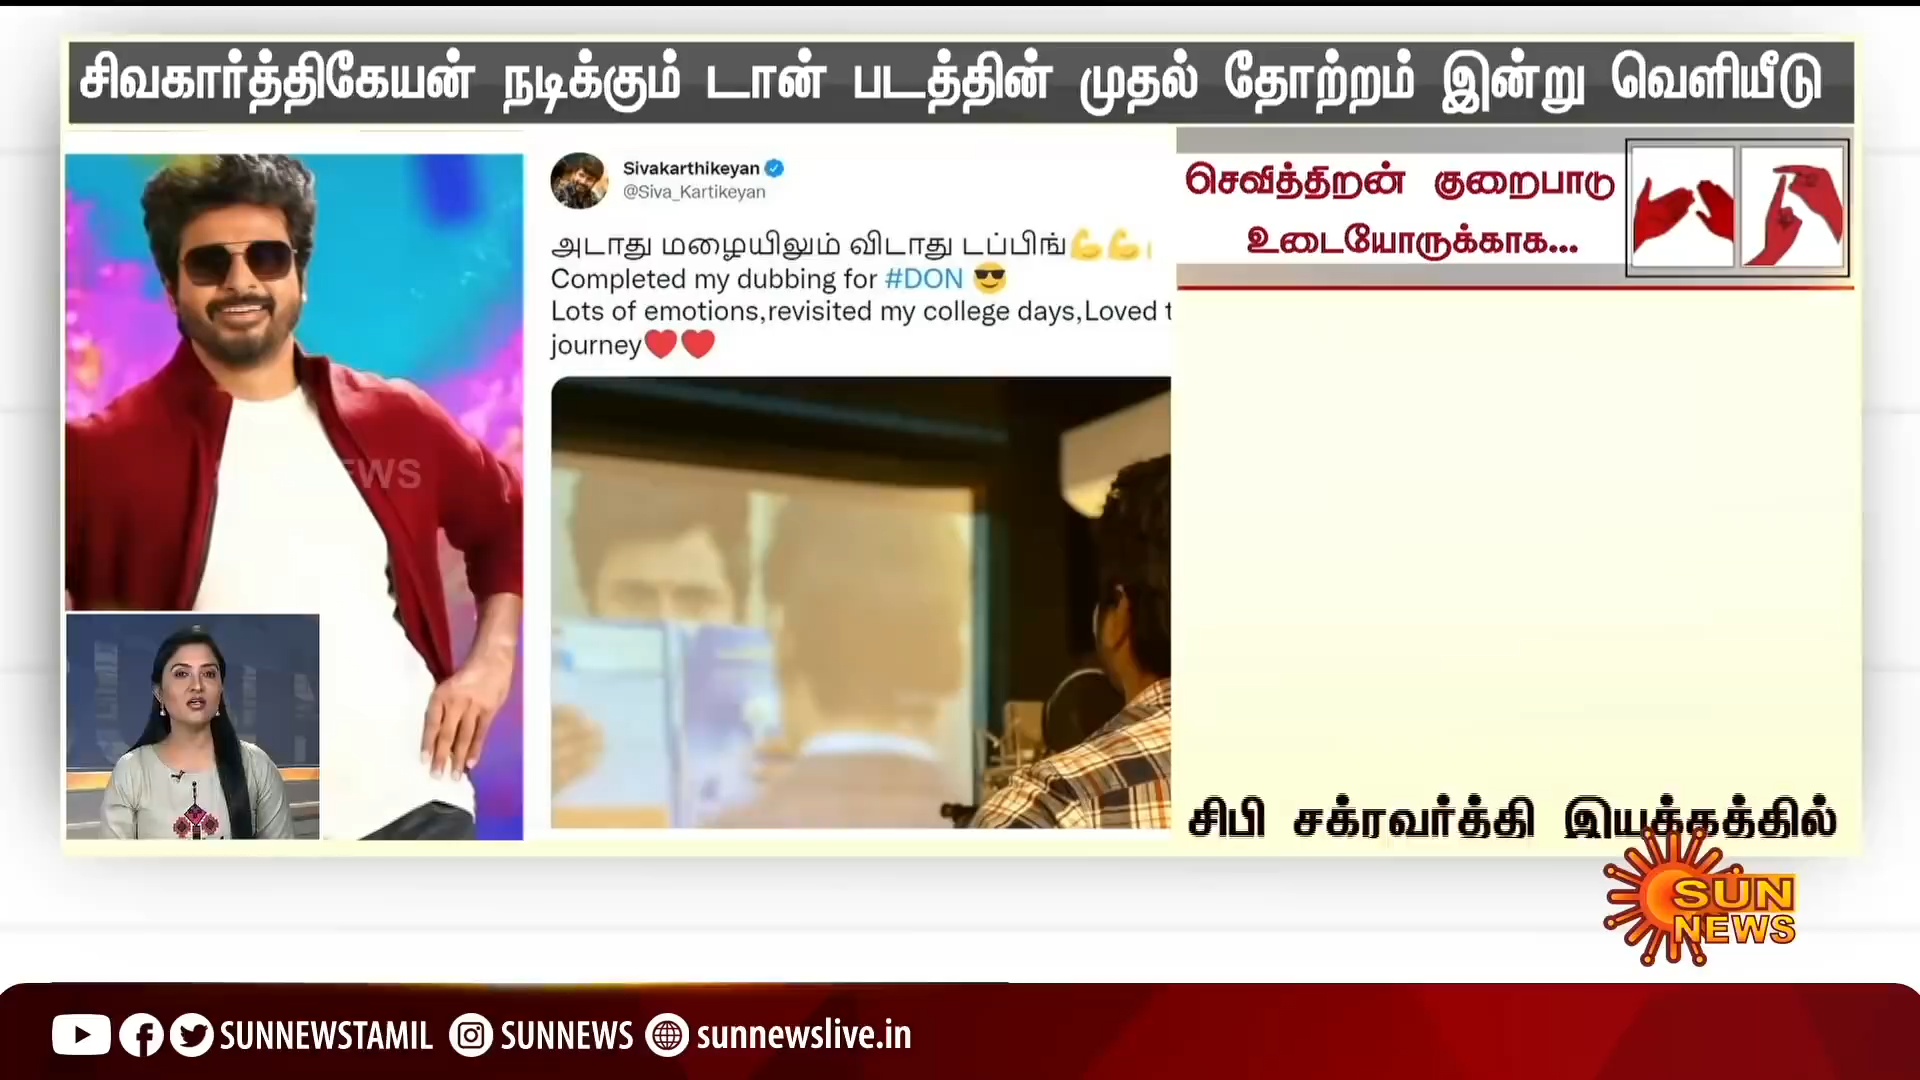 சிவகார்த்திகேயன் நடிக்கும் டான் படத்தின் முதல் தோற்றம் இன்று வெளியீடு
Sivakarthikeyan
@Siva_Kartikeyan
அடாது மழையிலும் விடாது டப்பிங்💪💪
Completed my dubbing for #DON 😎
Lots of emotions,revisited my college days,Loved t
journey❤️❤️
செவித்திறன் குறைபாடு
உடையோருக்காக...
EWS
சிபி சக்ரவர்த்தி இயக்கத்தில்
SUN
NEWS
SUNNEWSTAMIL SUNNEWS sunnewslive.in